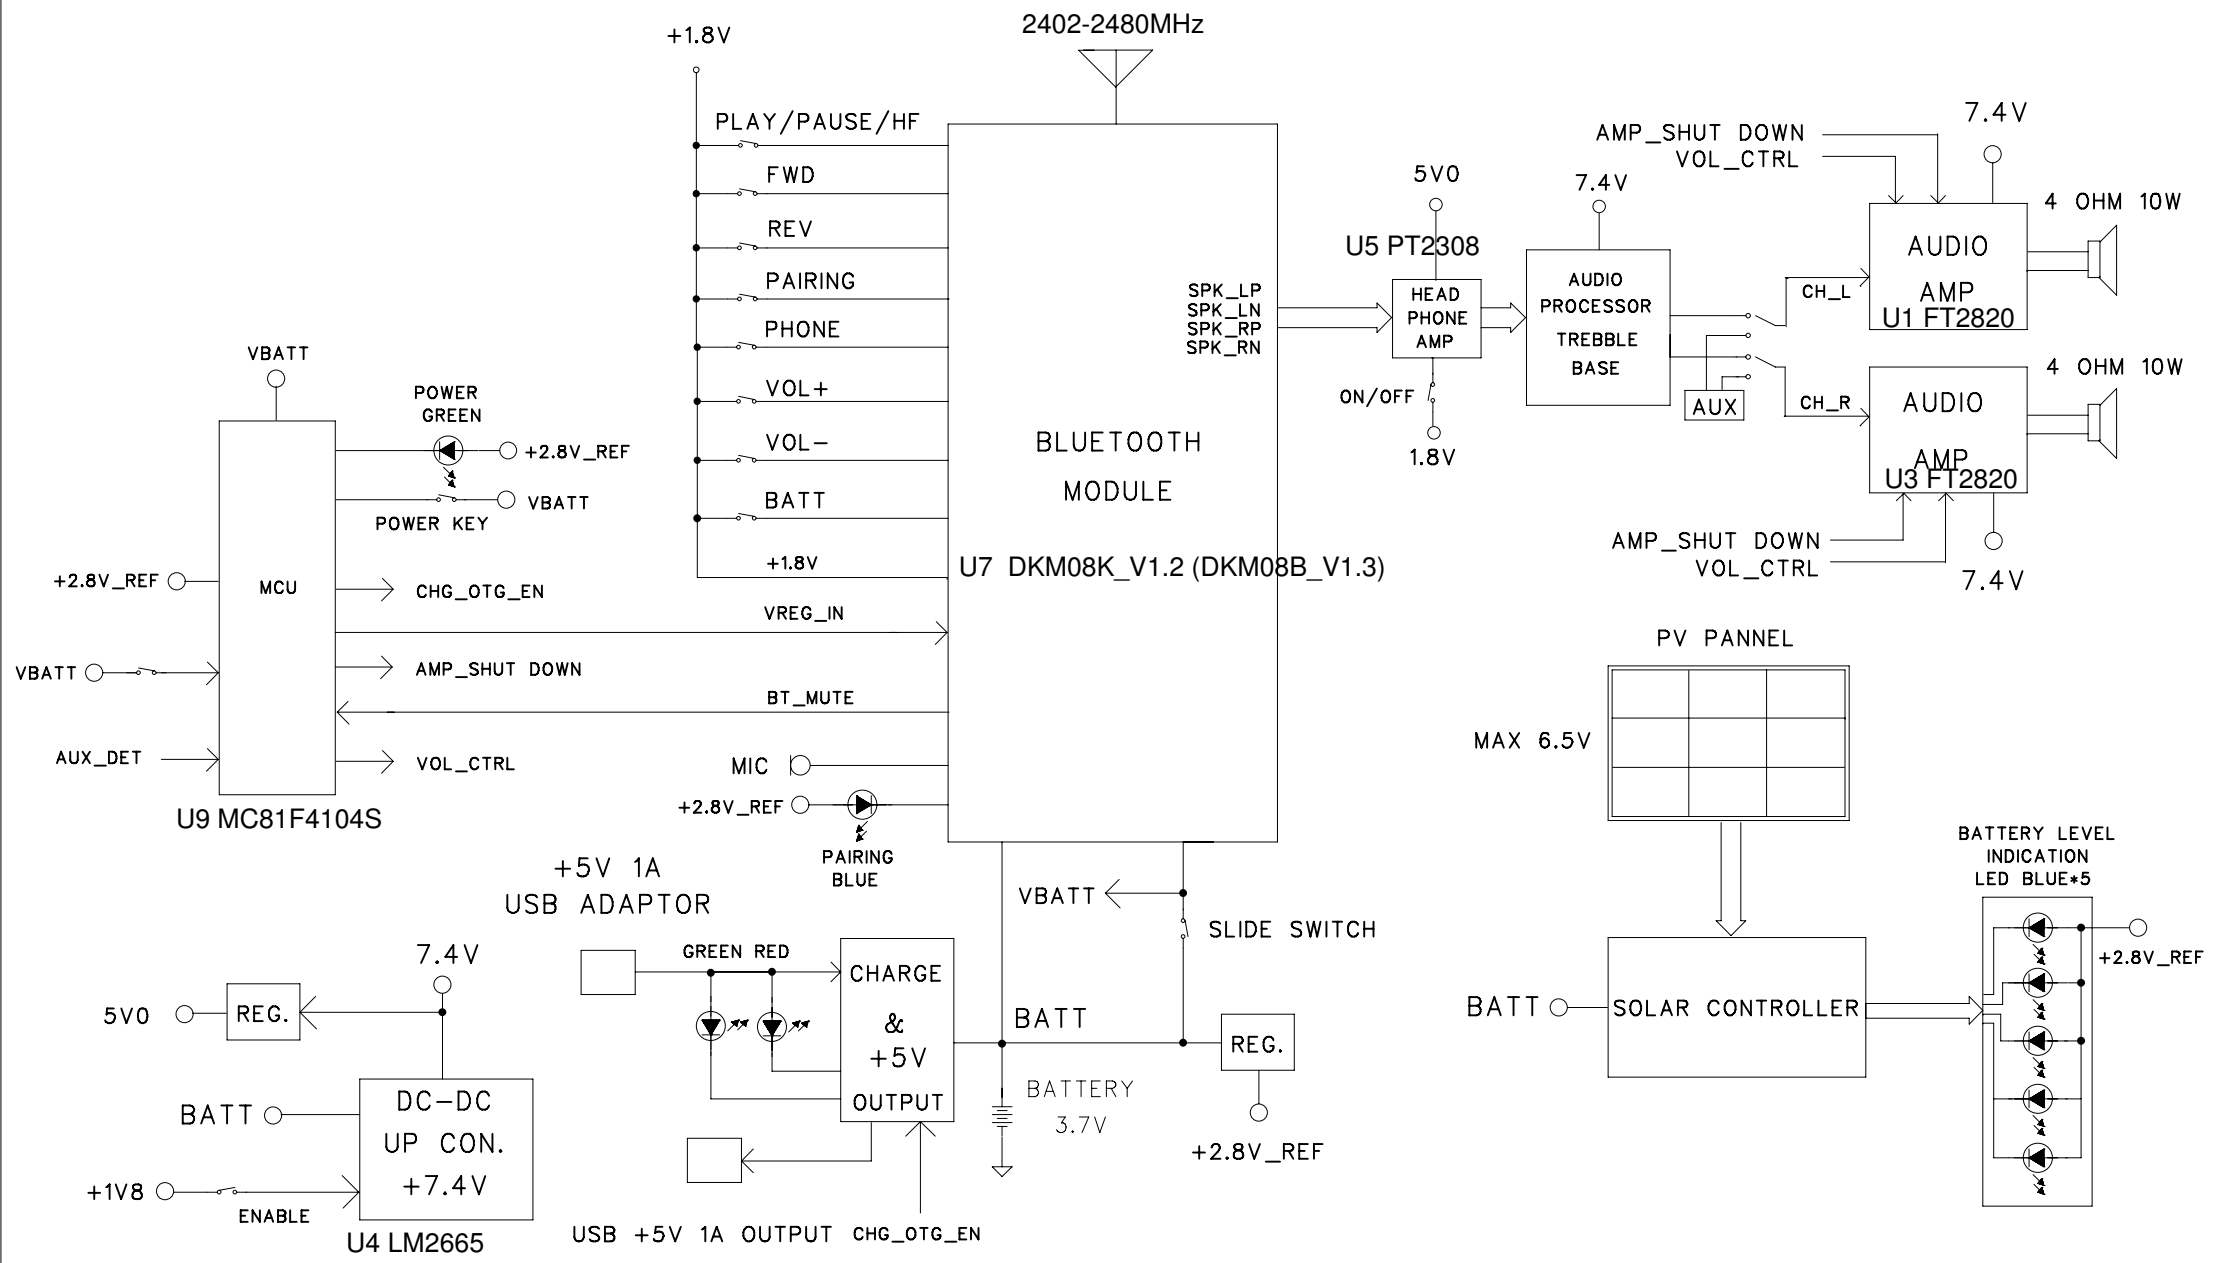 2402-2480MHz
+1.8V
PLAY/PAUSE/HF
FWD
REV
PAIRING
PHONE
VOL+
VOL-
BATT
+1.8V
VREG_IN
BT_MUTE
MIC
+2.8V_REF
PAIRING
BLUE
SPK_LP
SPK_LN
SPK_RP
SPK_RN
BLUETOOTH
MODULE
U7 DKM08K_V1.2 (DKM08B_V1.3)
VBATT
POWER
GREEN
+2.8V_REF
VBATT
POWER KEY
+2.8V_REF
MCU
CHG_OTG_EN
VBATT
AMP_SHUT DOWN
AUX_DET
VOL_CTRL
U9 MC81F4104S
5V0
U5 PT2308
HEAD
PHONE
AMP
ON/OFF
1.8V
7.4V
AUDIO
PROCESSOR
TREBBLE
BASE
AUX
CH_L
CH_R
AMP_SHUT DOWN
VOL_CTRL
7.4V
4 OHM 10W
AUDIO
AMP
U1 FT2820
4 OHM 10W
AUDIO
AMP
U3 FT2820
AMP_SHUT DOWN
VOL_CTRL
7.4V
PV PANNEL
MAX 6.5V
BATT
SOLAR CONTROLLER
BATTERY LEVEL
INDICATION
LED BLUE*5
+2.8V_REF
+5V 1A
USB ADAPTOR
GREEN RED
CHARGE
&
+5V
OUTPUT
USB +5V 1A OUTPUT
CHG_OTG_EN
VBATT
SLIDE SWITCH
BATT
BATTERY
3.7V
REG.
+2.8V_REF
7.4V
5V0
REG.
BATT
DC-DC
UP CON.
+7.4V
+1V8
ENABLE
U4 LM2665